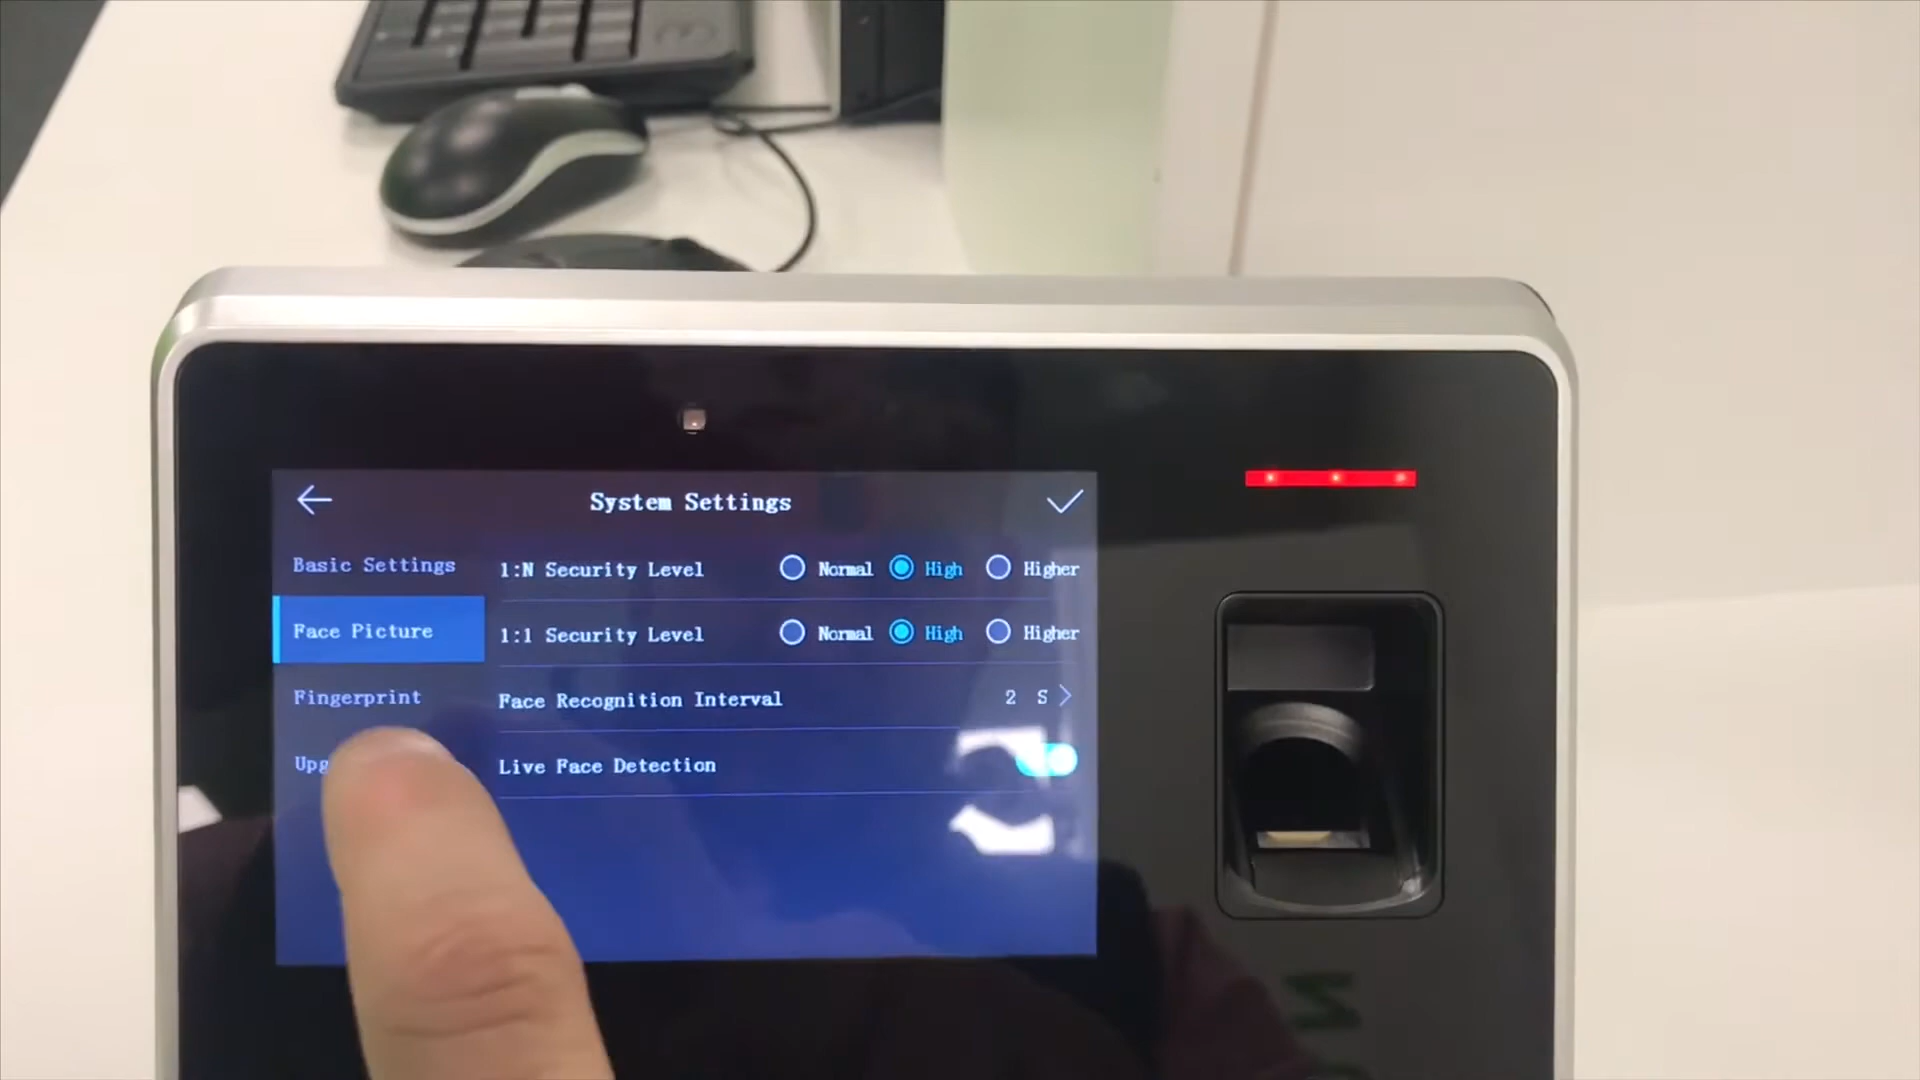 System Settings
Basic Settings
Face Picture
Fingerprint
1:N Security Level Normal High Higher
1:1 Security Level Normal High Higher
Face Recognition Interval 2 S
Live Face Detection